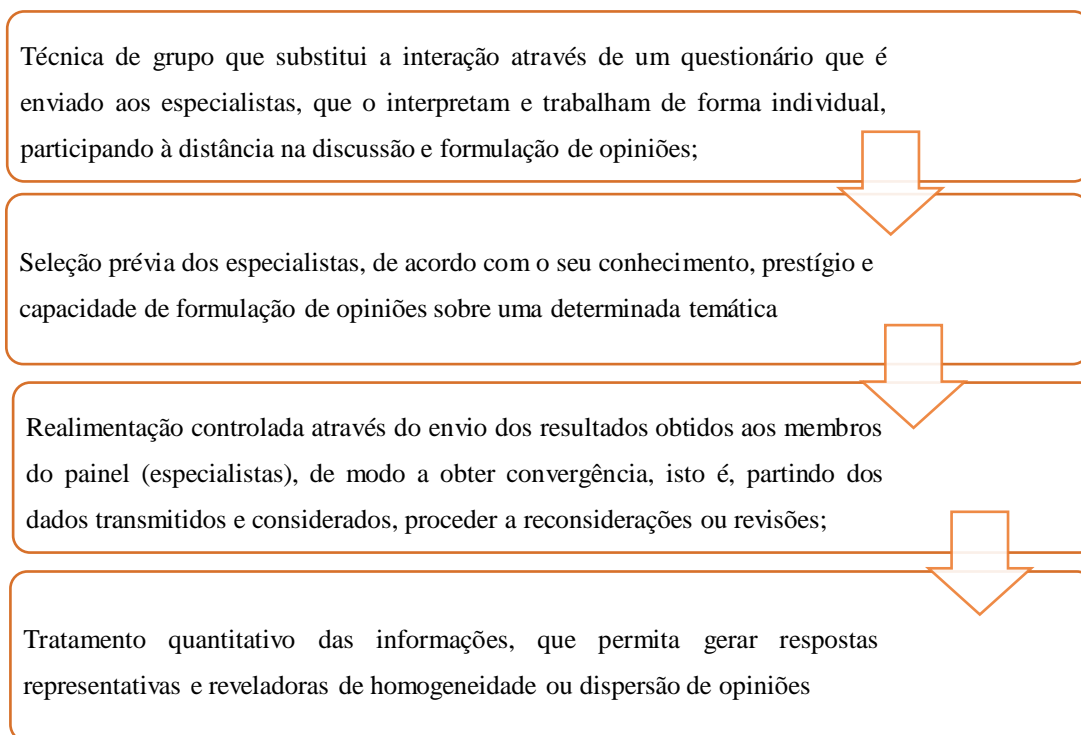 Técnica de grupo que substitui a interação através de um questionário que é
enviado aos especialistas, que o interpretam e trabalham de forma individual,
participando à distância na discussão e formulação de opiniões;
Seleção prévia dos especialistas, de acordo com o seu conhecimento, prestígio e
capacidade de formulação de opiniões sobre uma determinada temática
Realimentação controlada através do envio dos resultados obtidos aos membros
do painel (especialistas), de modo a obter convergência, isto é, partindo dos
dados transmitidos e considerados, proceder a reconsiderações ou revisões;
Tratamento quantitativo das informações, que permita gerar respostas
representativas e reveladoras de homogeneidade ou dispersão de opiniões